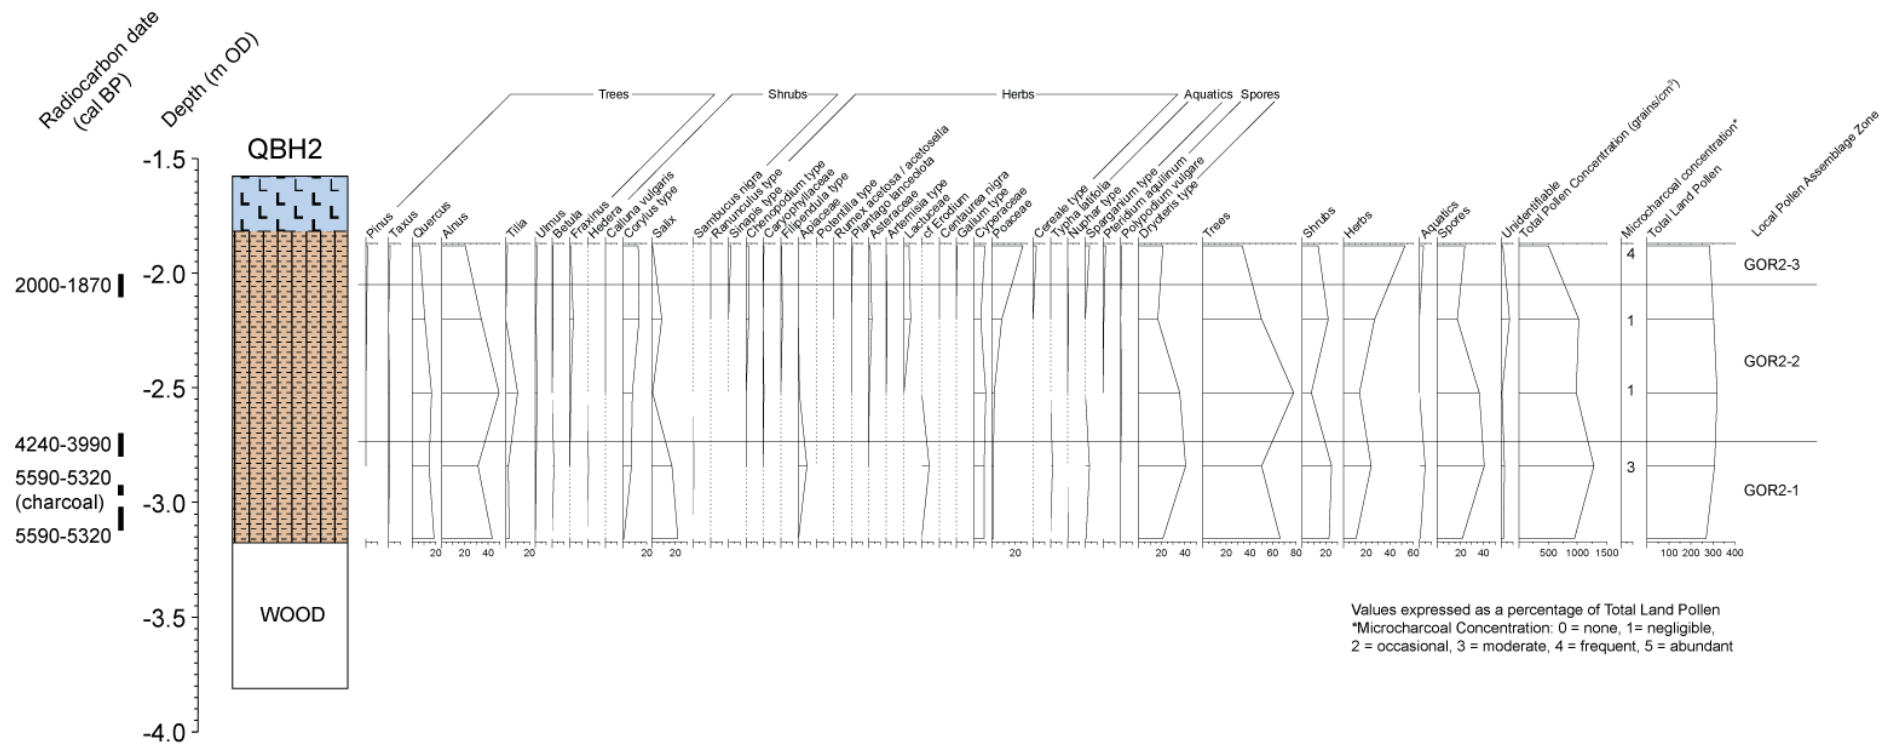 Radiocarbon date
(cal BP)
Depth (m OD)
QBH2
Trees
Shrubs
Herbs
Aquatics
Spores
Pinus
Taxus
Quercus
Alnus
Tilia
Ulmus
Betula
Fraxinus
Hedera
Calluna vulgaris
Corylus type
Salix
Sambucus nigra
Ranunculus type
Sinapis type
Chenopodium type
Caryophyllaceae
Filipendula type
Apiaceae
Potentilla type
Rumex acetosa / acetosella
Plantago lanceolota
Asteraceae
Artemisia type
Lactuceae
cf Erodium
Centaurea nigra
Galium type
Cyperaceae
Poaceae
Cereale type
Typha latifolia
Nuphar type
Sparganium type
Pteridium aquilinum
Polypodium vulgare
Dryoteris type
Trees
Shrubs
Herbs
Aquatics
Spores
Unidentifiable
Total Pollen Concentration (grains/cm³)
Microcharcoal concentration*
Total Land Pollen
Local Pollen Assemblage Zone
-1.5
-2.0
-2.5
-3.0
-3.5
-4.0
2000-1870
4240-3990
5590-5320
(charcoal)
5590-5320
WOOD
4
1
1
3
GOR2-3
GOR2-2
GOR2-1
20 20 40 20 20 20 20 20 40 20 40 60 80 20 20 40 60 20 40 500 1000 1500 100 200 300 400
Values expressed as a percentage of Total Land Pollen
*Microcharcoal Concentration: 0 = none, 1= negligible,
2 = occasional, 3 = moderate, 4 = frequent, 5 = abundant